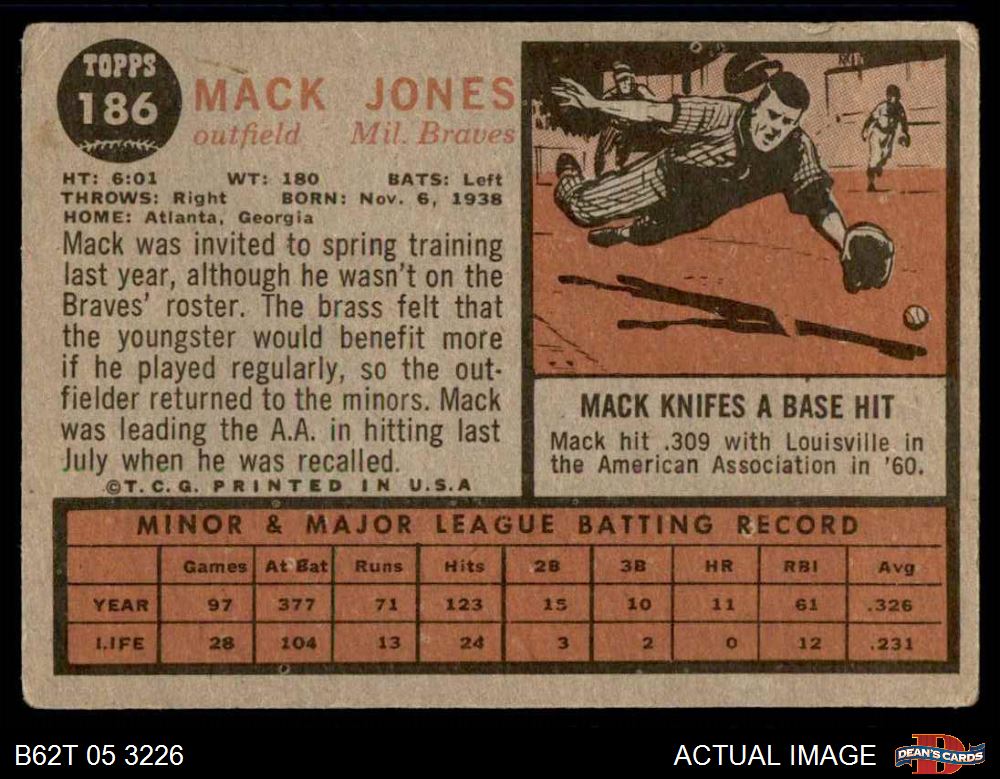 TOPPS
186
MACK JONES
outfield Mil. Braves
HT: 6:01 WT: 180 BATS: Left
THROWS: Right BORN: Nov. 6, 1938
HOME: Atlanta, Georgia
Mack was invited to spring training
last year, although he wasn't on the
Braves' roster. The brass felt that
the youngster would benefit more
if he played regularly, so the out-
fielder returned to the minors. Mack
was leading the A.A. in hitting last
July when he was recalled.
©T.C.G. PRINTED IN U.S.A
MACK KNIFES A BASE HIT
Mack hit .309 with Louisville in
the American Association in '60.
MINOR & MAJOR LEAGUE BATTING RECORD
Games At Bat Runs Hits 2B 3B HR RBI Avg
YEAR 97 377 71 123 15 10 11 61 .326
LIFE 28 104 13 24 3 2 0 12 .231
B62T 05 3226 ACTUAL IMAGE DEAN'S CARDS